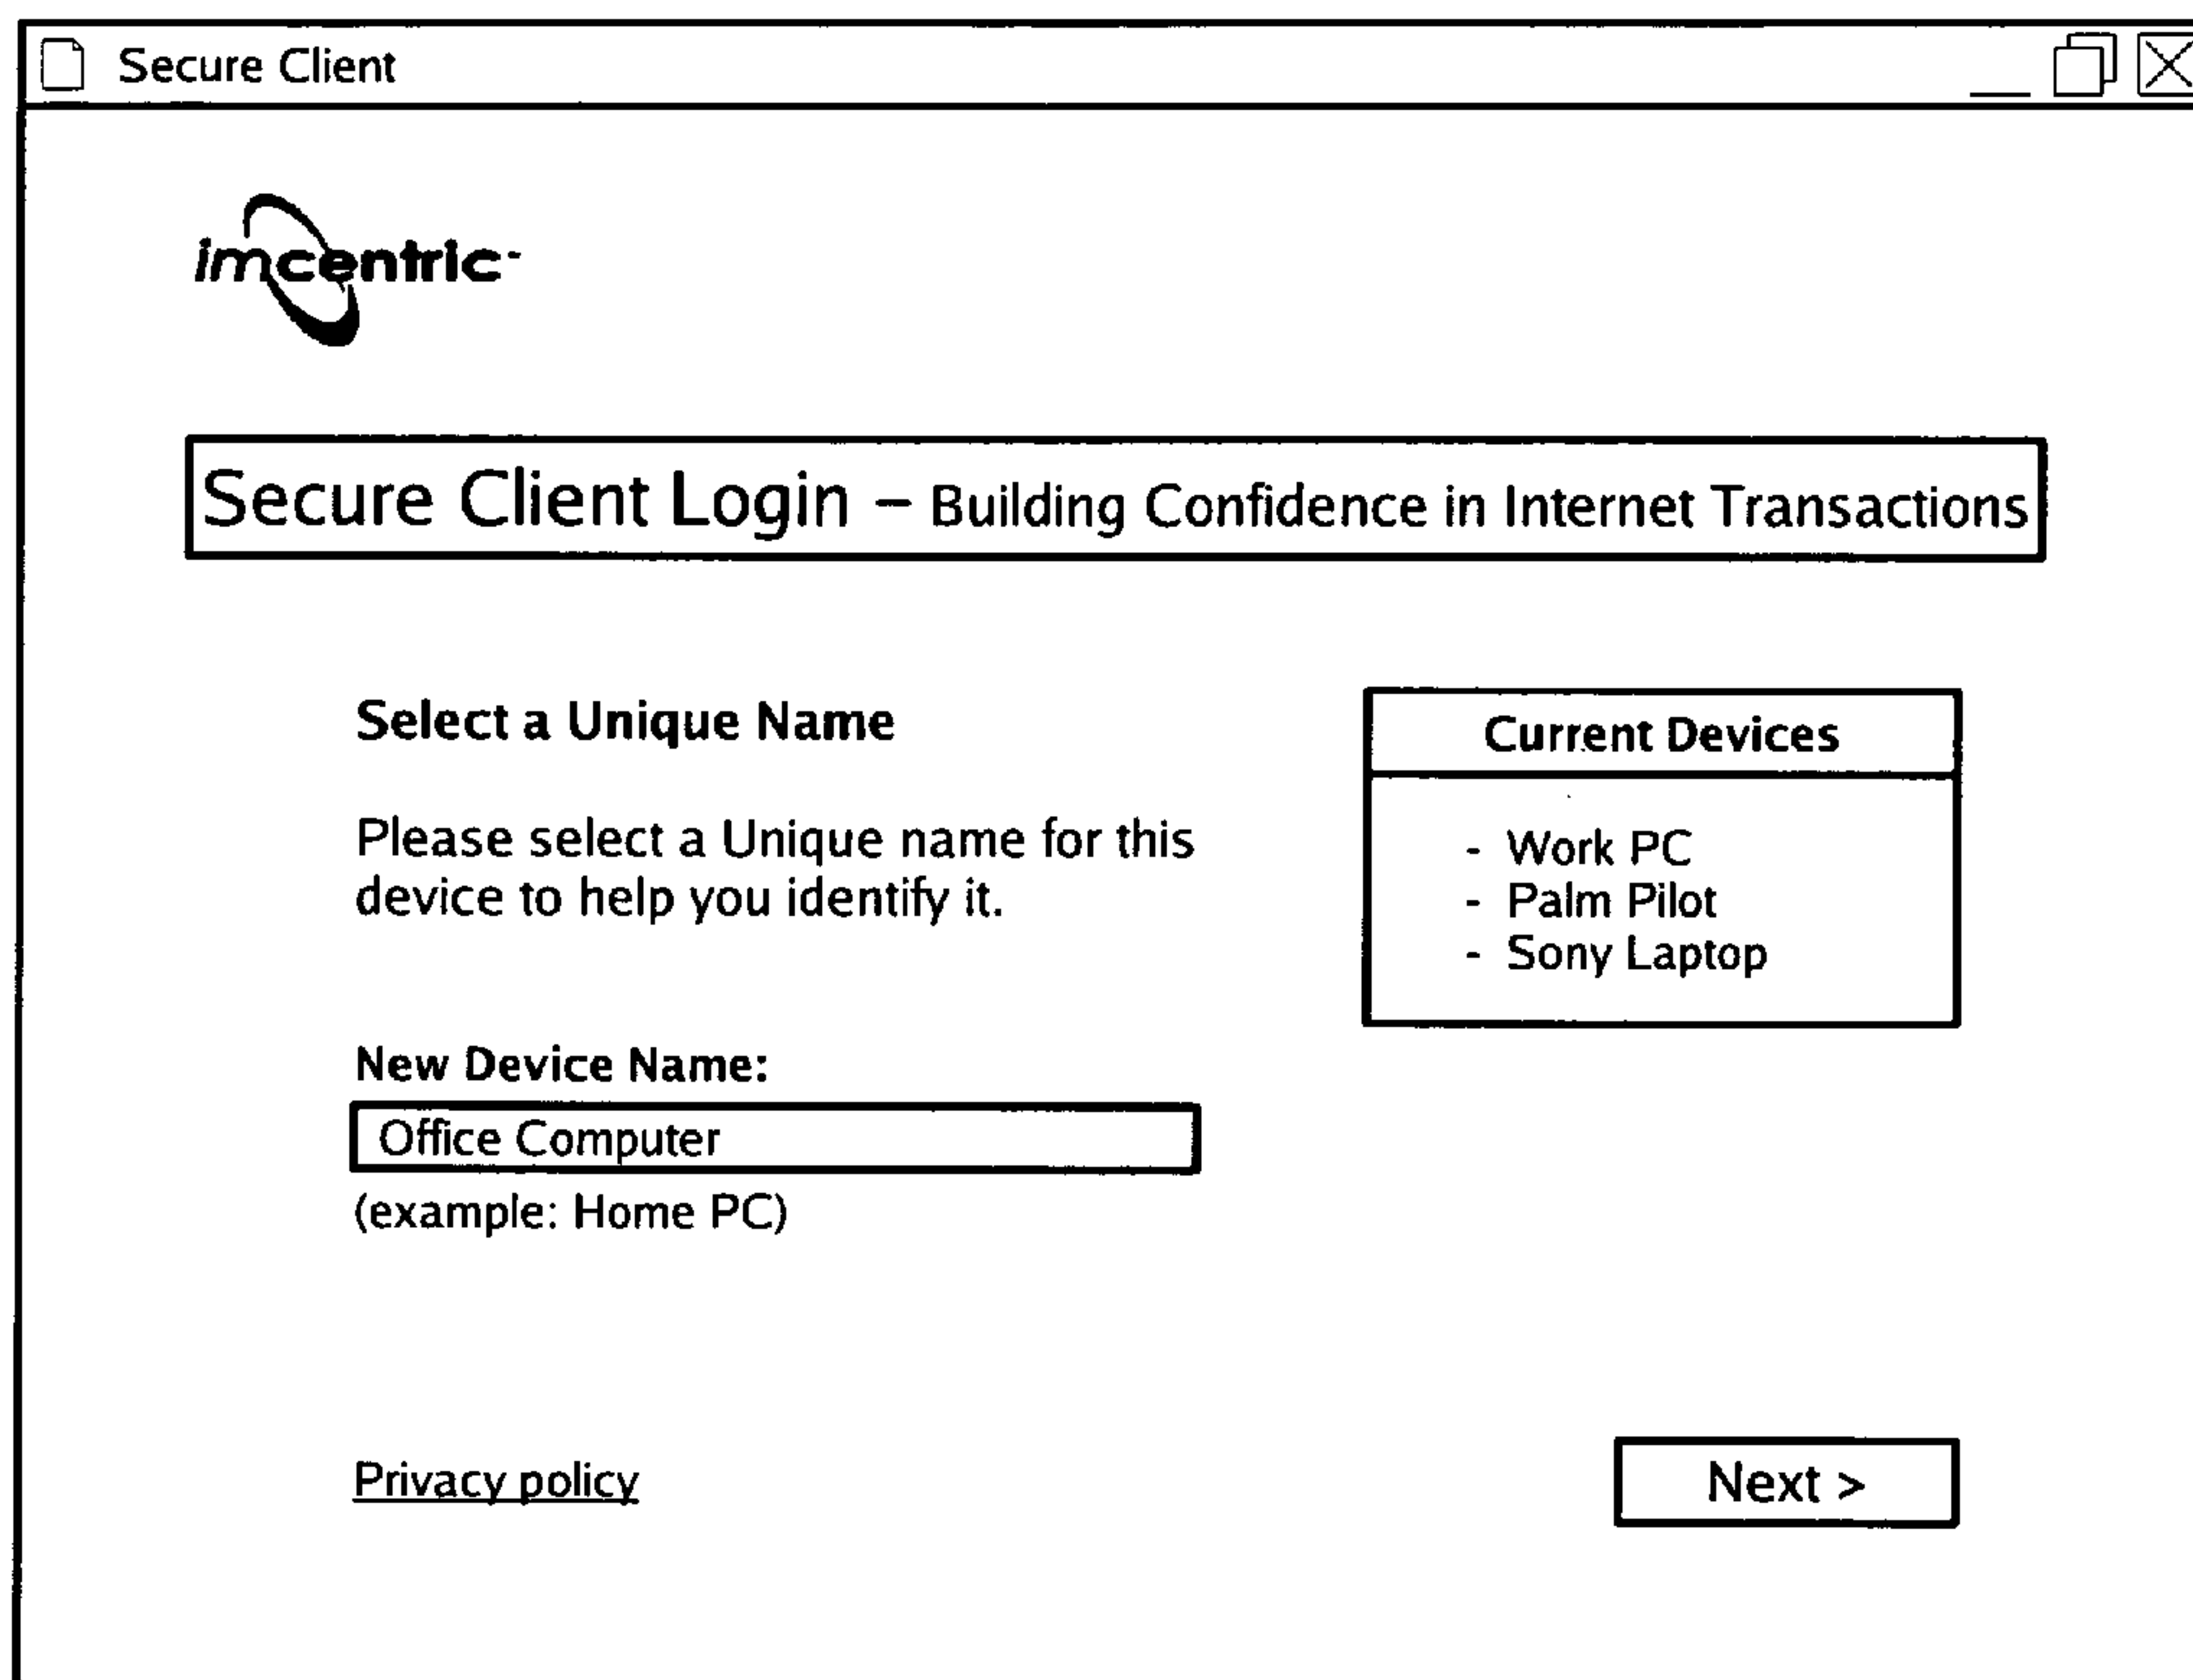 Secure Client
imcentric
Secure Client Login – Building Confidence in Internet Transactions
Select a Unique Name
Please select a Unique name for this
device to help you identify it.
New Device Name:
Office Computer
(example: Home PC)
Current Devices
- Work PC
- Palm Pilot
- Sony Laptop
Privacy policy
Next >